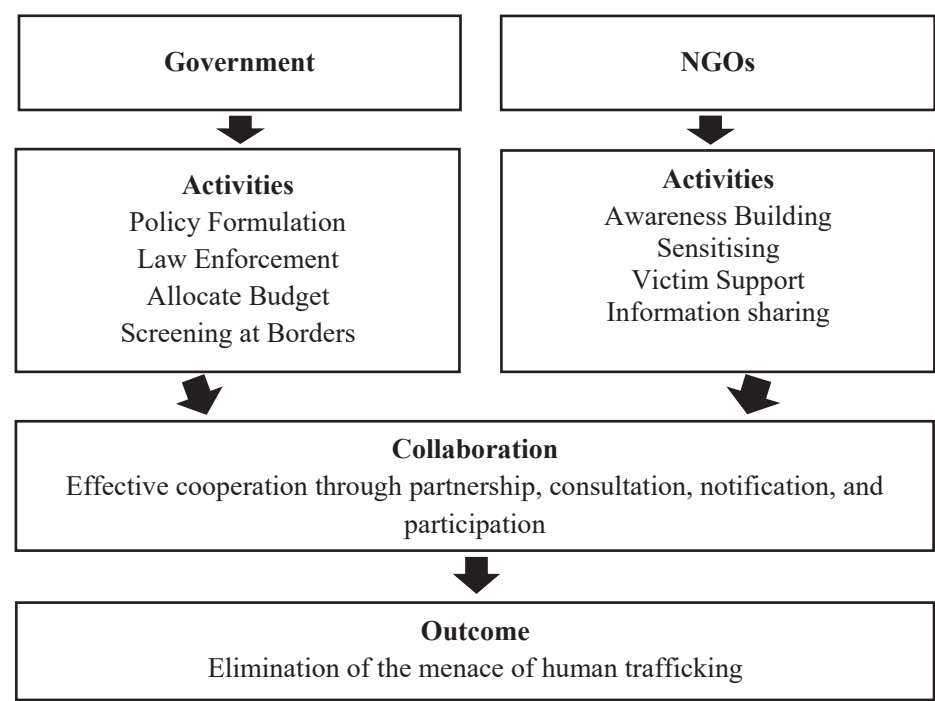 Government
NGOs
Activities
Policy Formulation
Law Enforcement
Allocate Budget
Screening at Borders
Activities
Awareness Building
Sensitising
Victim Support
Information sharing
Collaboration
Effective cooperation through partnership, consultation, notification, and
participation
Outcome
Elimination of the menace of human trafficking